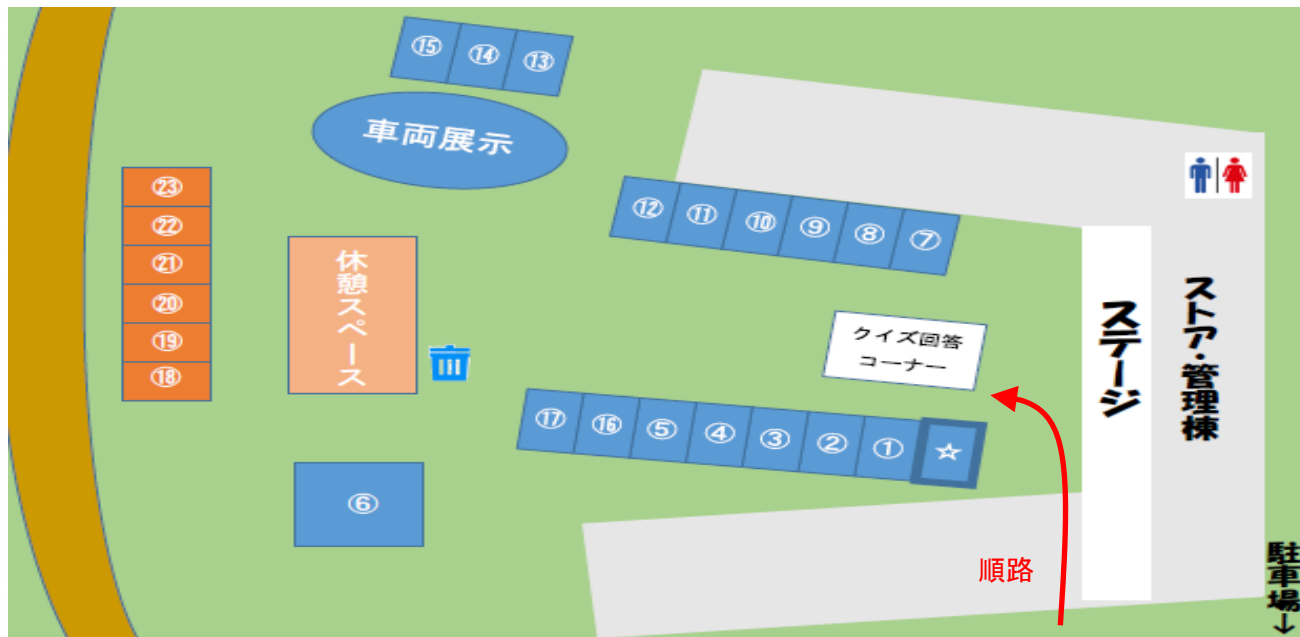 ⑮ ⑭ ⑬
車両展示
㉓
㉒
㉑
⑳
⑲
⑱
休憩スペース
⑫ ⑪ ⑩ ⑨ ⑧ ⑦
クイズ回答
コーナー
ステージ
ストア・管理棟
⑰ ⑯ ⑤ ④ ③ ② ① ☆
⑥
順路
駐車場↓